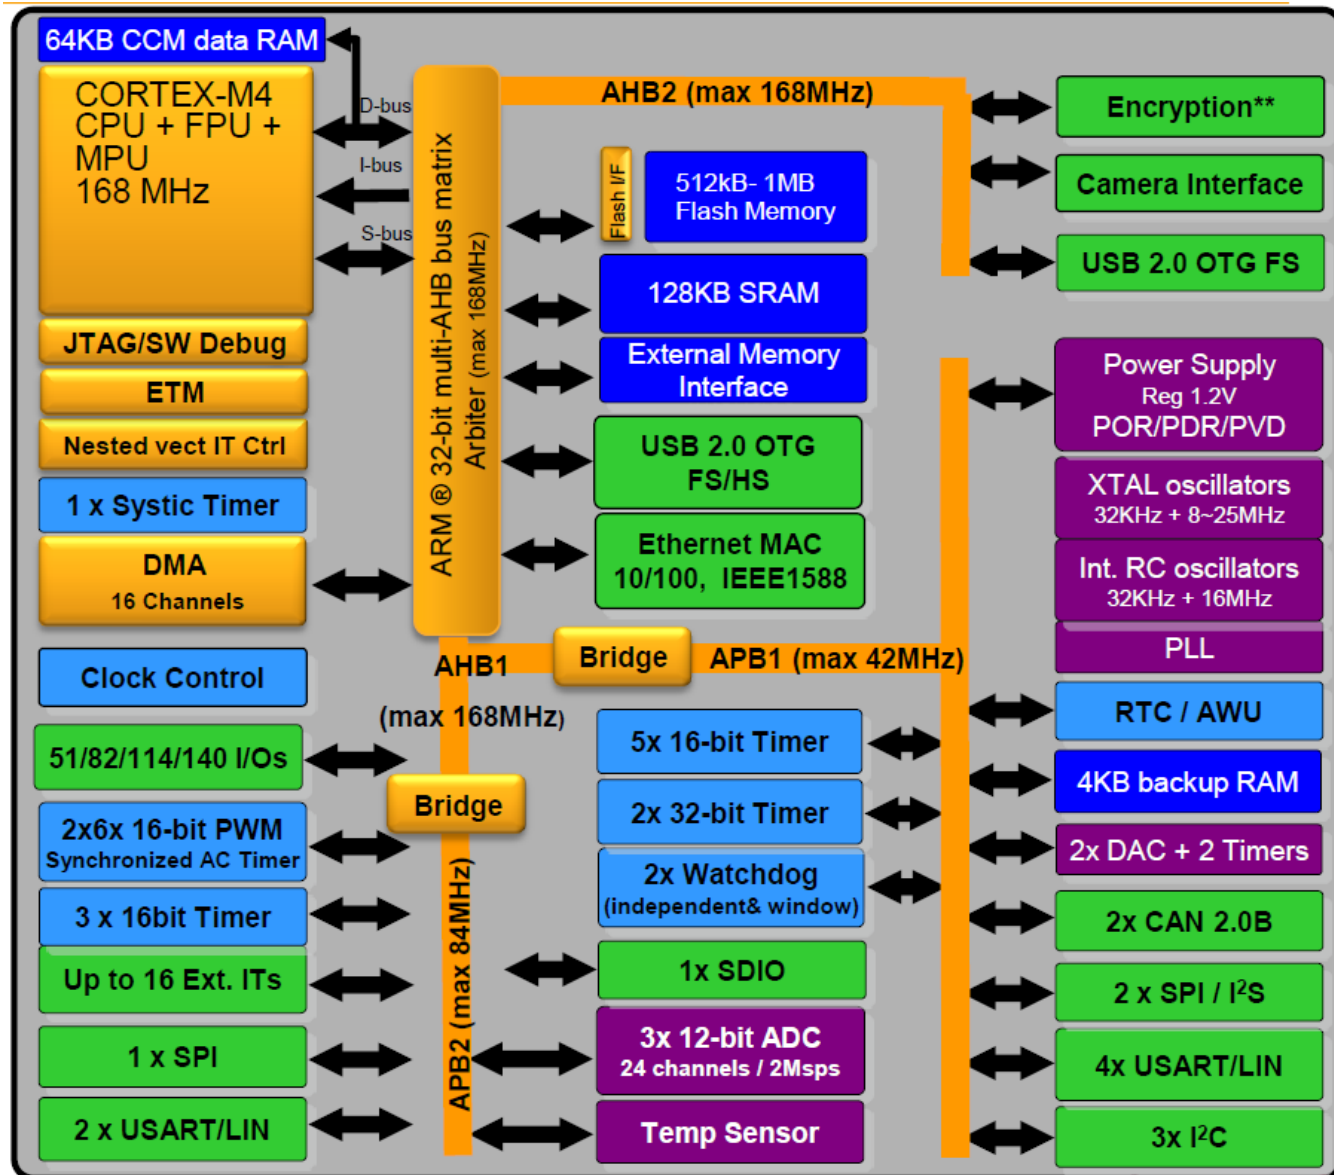 64KB CCM data RAM
CORTEX-M4
CPU + FPU +
MPU
168 MHz
D-bus
I-bus
S-bus
JTAG/SW Debug
ETM
Nested vect IT Ctrl
1 x Systic Timer
DMA
16 Channels
Clock Control
51/82/114/140 I/Os
2x6x 16-bit PWM
Synchronized AC Timer
3 x 16bit Timer
Up to 16 Ext. ITs
1 x SPI
2 x USART/LIN
ARM ® 32-bit multi-AHB bus matrix
Arbiter (max 168MHz)
AHB1
(max 168MHz)
Bridge
APB2 (max 84MHz)
AHB2 (max 168MHz)
Flash I/F
512kB- 1MB
Flash Memory
128KB SRAM
External Memory
Interface
USB 2.0 OTG
FS/HS
Ethernet MAC
10/100, IEEE1588
Bridge
APB1 (max 42MHz)
5x 16-bit Timer
2x 32-bit Timer
2x Watchdog
(independent& window)
1x SDIO
3x 12-bit ADC
24 channels / 2Msps
Temp Sensor
Encryption**
Camera Interface
USB 2.0 OTG FS
Power Supply
Reg 1.2V
POR/PDR/PVD
XTAL oscillators
32KHz + 8~25MHz
Int. RC oscillators
32KHz + 16MHz
PLL
RTC / AWU
4KB backup RAM
2x DAC + 2 Timers
2x CAN 2.0B
2 x SPI / I²S
4x USART/LIN
3x I²C